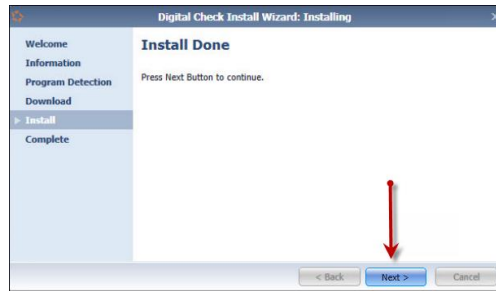 Digital Check Install Wizard: Installing
Welcome
Information
Program Detection
Download
Install
Complete
Install Done
Press Next Button to continue.
< Back
Next >
Cancel